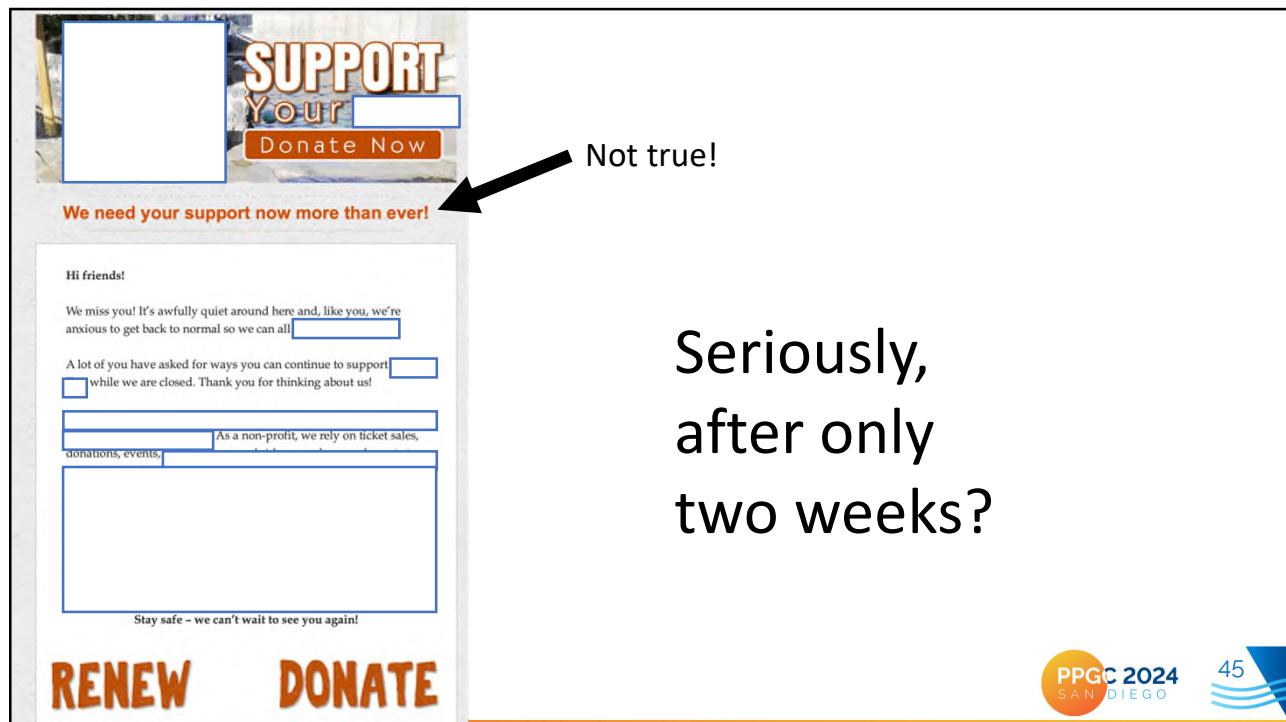 SUPPORT
Your
Donate Now
Not true!
We need your support now more than ever!
Hi friends!
We miss you! It's awfully quiet around here and, like you, we're
anxious to get back to normal so we can all
A lot of you have asked for ways you can continue to support
while we are closed. Thank you for thinking about us!
As a non-profit, we rely on ticket sales,
donations, events,
Stay safe – we can't wait to see you again!
RENEW DONATE
Seriously,
after only
two weeks?
PPGC 2024
SAN DIEGO
45